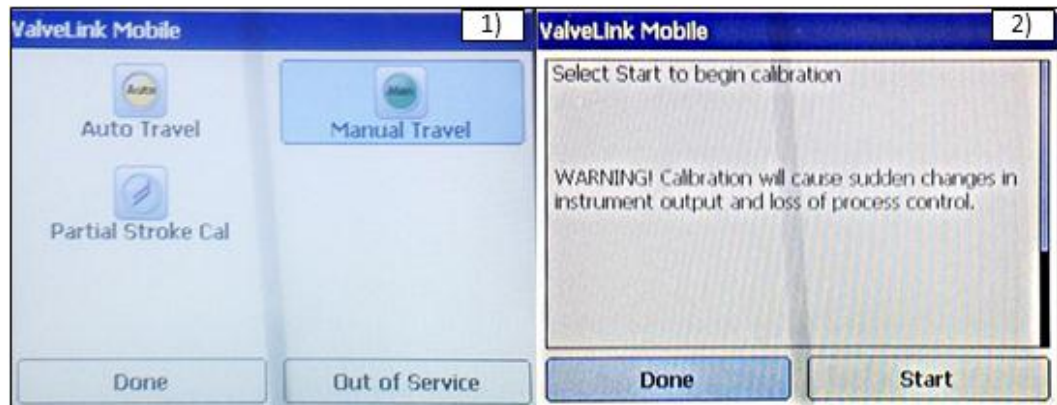 ValveLink Mobile
1)
Auto
Man
Auto Travel
Manual Travel
Partial Stroke Cal
Done
Out of Service
ValveLink Mobile
2)
Select Start to begin calibration
WARNING! Calibration will cause sudden changes in
instrument output and loss of process control.
Done
Start